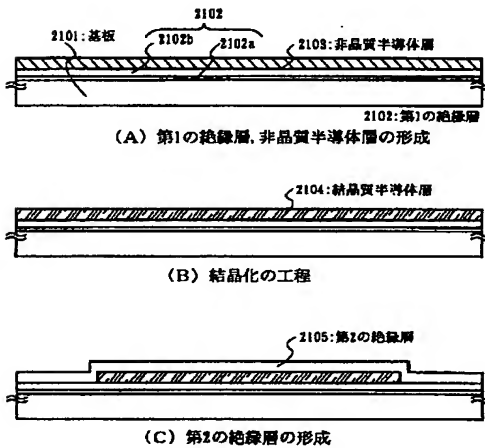 2102
2101:基板
2102b
2102a
2103:非晶質半導体層
2102:第1の絶縁層
(A) 第1の絶縁層,非晶質半導体層の形成
2104:結晶質半導体層
(B) 結晶化の工程
2105:第2の絶縁層
(C) 第2の絶縁層の形成